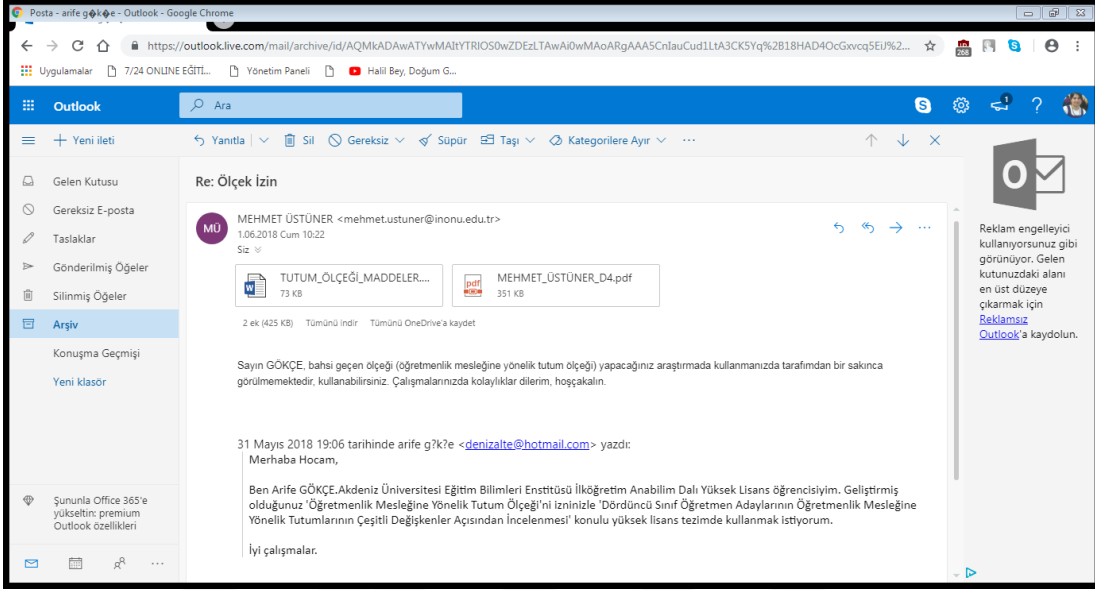 Posta - arife g�k�e - Outlook - Google Chrome
https://outlook.live.com/mail/archive/id/AQMkADAwATYwMAItYTRlOS0wZDEzLTAwAi0wMAoARgAAA5CnIauCud1LtA3CK5Yq%2B18HAD4OcGxvcq5EiJ%2...
268
Uygulamalar 7/24 ONLINE EĞİTİ... Yönetim Paneli Halil Bey, Doğum G...
Outlook
Ara
1
Yeni ileti
Yanıtla Sil Gereksiz Süpür Taşı Kategorilere Ayır ...
Gelen Kutusu
Gereksiz E-posta
Taslaklar
Gönderilmiş Öğeler
Silinmiş Öğeler
Arşiv
Konuşma Geçmişi
Yeni klasör
Şununla Office 365'e
yükseltin: premium
Outlook özellikleri
Re: Ölçek İzin
MÜ
MEHMET ÜSTÜNER <mehmet.ustuner@inonu.edu.tr>
1.06.2018 Cum 10:22
Siz
TUTUM_ÖLÇEĞİ_MADDELER....
73 KB
MEHMET_ÜSTÜNER_D4.pdf
351 KB
2 ek (425 KB) Tümünü indir Tümünü OneDrive'a kaydet
Sayın GÖKÇE, bahsi geçen ölçeği (öğretmenlik mesleğine yönelik tutum ölçeği) yapacağınız araştırmada kullanmanızda tarafımdan bir sakınca
görülmemektedir, kullanabilirsiniz. Çalışmalarınızda kolaylıklar dilerim, hoşçakalın.
31 Mayıs 2018 19:06 tarihinde arife g?k?e <denizalte@hotmail.com> yazdı:
Merhaba Hocam,
Ben Arife GÖKÇE.Akdeniz Üniversitesi Eğitim Bilimleri Enstitüsü İlköğretim Anabilim Dalı Yüksek Lisans öğrencisiyim. Geliştirmiş
olduğunuz 'Öğretmenlik Mesleğine Yönelik Tutum Ölçeği'ni izninizle 'Dördüncü Sınıf Öğretmen Adaylarının Öğretmenlik Mesleğine
Yönelik Tutumlarının Çeşitli Değişkenler Açısından İncelenmesi' konulu yüksek lisans tezimde kullanmak istiyorum.
İyi çalışmalar.
Reklam engelleyici
kullanıyorsunuz gibi
görünüyor. Gelen
kutunuzdaki alanı
en üst düzeye
çıkarmak için
Reklamsız
Outlook'a kaydolun.